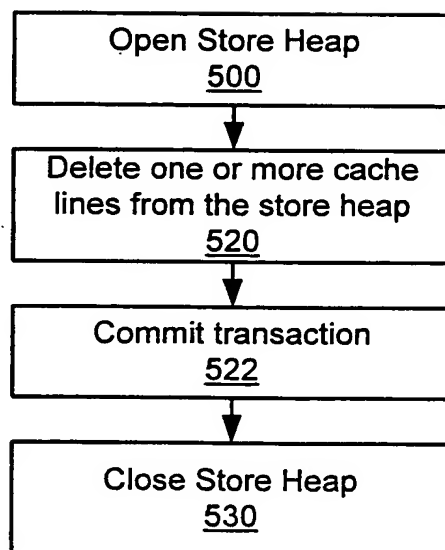 Open Store Heap
500
Delete one or more cache
lines from the store heap
520
Commit transaction
522
Close Store Heap
530